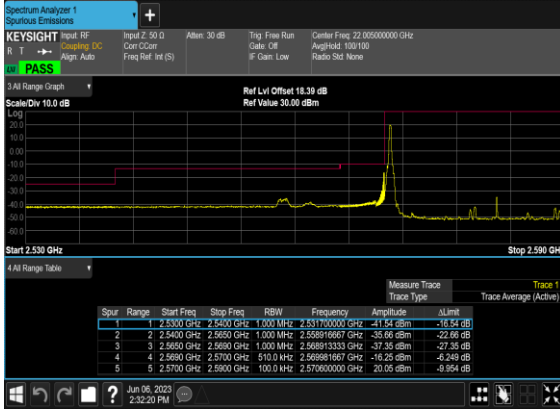 Spectrum Analyzer 1
Spurious Emissions
+
KEYSIGHT
R T
Input: RF
Coupling: DC
Align: Auto
Input Z: 50 Ω
Corr CCorr
Freq Ref: Int (S)
Atten: 30 dB
Trig: Free Run
Gate: Off
IF Gain: Low
Center Freq: 22.005000000 GHz
Avg|Hold: 100/100
Radio Std: None
PASS
3 All Range Graph
Scale/Div 10.0 dB
Ref Lvl Offset 18.39 dB
Ref Value 30.00 dBm
Log
20.0
10.0
0.00
-10.0
-20.0
-30.0
-40.0
-50.0
-60.0
Start 2.530 GHz
Stop 2.590 GH
4 All Range Table
Measure Trace Trace 1
Trace Type Trace Average (Active)
Spur Range Start Freq Stop Freq RBW Frequency Amplitude ΔLimit
1 1 2.5300 GHz 2.5400 GHz 1.000 MHz 2.531700000 GHz -41.54 dBm -16.54 dB
2 2 2.5400 GHz 2.5650 GHz 1.000 MHz 2.558916667 GHz -35.66 dBm -22.66 dB
3 3 2.5650 GHz 2.5690 GHz 1.000 MHz 2.568913333 GHz -37.35 dBm -27.35 dB
4 4 2.5690 GHz 2.5700 GHz 510.0 kHz 2.569981667 GHz -16.25 dBm -6.249 dB
5 5 2.5700 GHz 2.5900 GHz 100.0 kHz 2.570600000 GHz 20.05 dBm -9.954 dB
?
Jun 06, 2023
2:32:20 PM